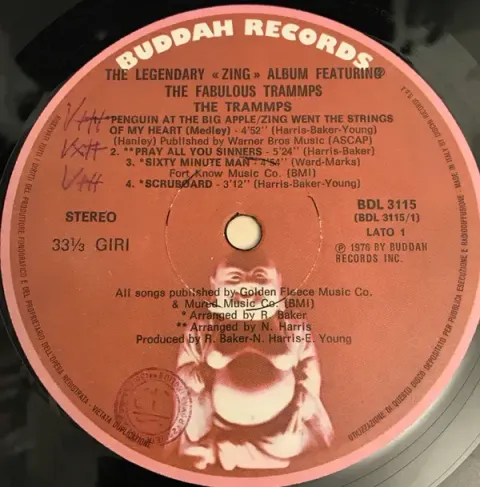 BUDDAH RECORDS®
THE LEGENDARY «ZING» ALBUM FEATURING
THE FABULOUS TRAMMPS
THE TRAMMPS
*PENGUIN AT THE BIG APPLE/ZING WENT THE STRINGS
OF MY HEART (Medley) - 4'52'' (Harris-Baker-Young)
(Hanley) Published by Warner Bros Music (ASCAP)
2. **PRAY ALL YOU SINNERS - 5'24'' (Harris-Baker)
3. *SIXTY MINUTE MAN - 4'54'' (Ward-Marks)
Fort Know Music Co. (BMI)
4. *SCRUBOARD - 3'12'' (Harris-Baker-Young)
STEREO
33⅓ GIRI
BDL 3115
(BDL 3115/1)
LATO 1
℗ 1976 BY BUDDAH
RECORDS INC.
All songs published by Golden Fleece Music Co.
& Mured Music Co. (BMI)
*Arranged by R. Baker
**Arranged by N. Harris
Produced by R. Baker-N. Harris-E. Young